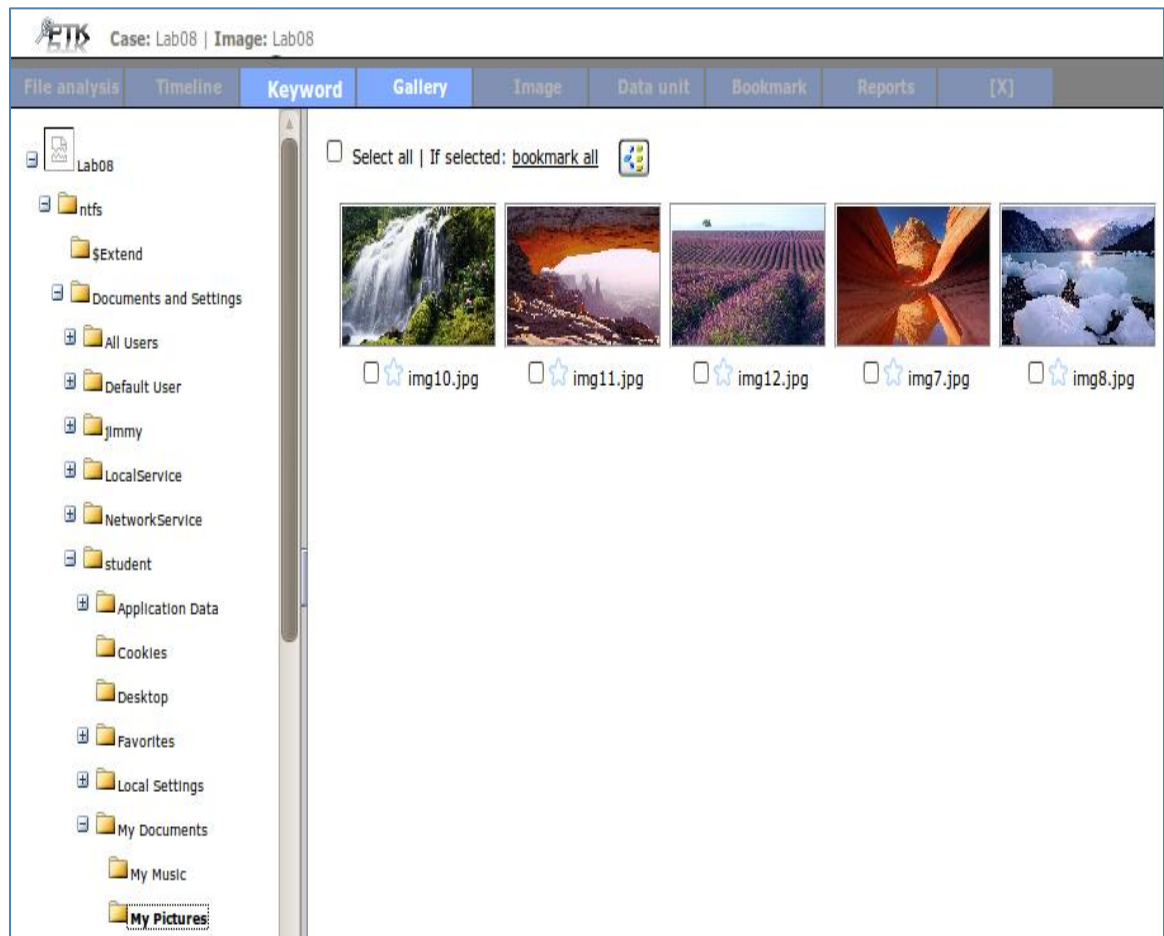 PTK Case: Lab08 | Image: Lab08
File analysis Timeline Keyword Gallery Image Data unit Bookmark Reports [X]
Lab08
ntfs
$Extend
Documents and Settings
All Users
Default User
jimmy
LocalService
NetworkService
student
Application Data
Cookies
Desktop
Favorites
Local Settings
My Documents
My Music
My Pictures
Select all | If selected: bookmark all
img10.jpg img11.jpg img12.jpg img7.jpg img8.jpg